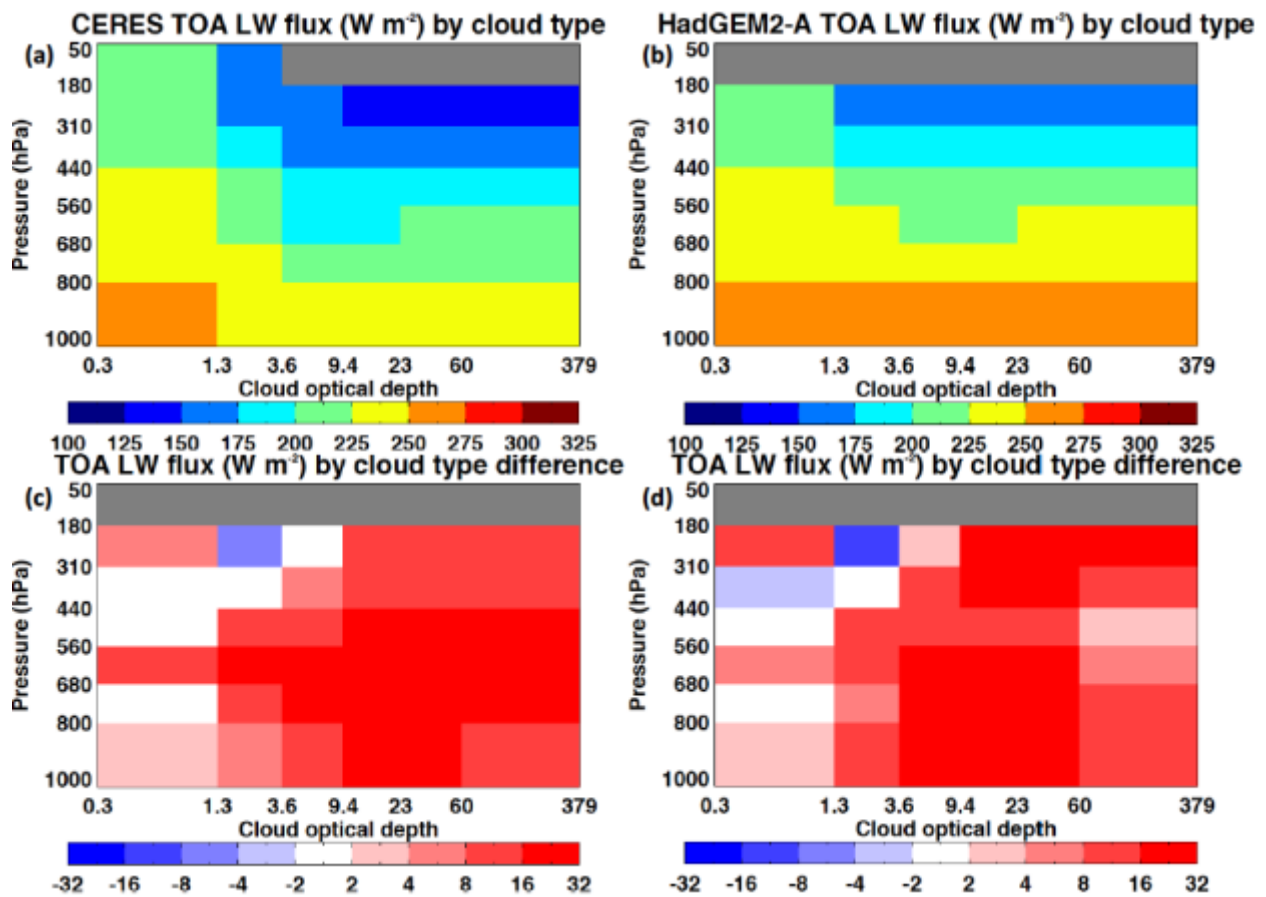 CERES TOA LW flux (W m-2) by cloud type
(a)
Pressure (hPa)
50
180
310
440
560
680
800
1000
0.3 1.3 3.6 9.4 23 60 379
Cloud optical depth
100 125 150 175 200 225 250 275 300 325
HadGEM2-A TOA LW flux (W m-2) by cloud type
(b)
Pressure (hPa)
50
180
310
440
560
680
800
1000
0.3 1.3 3.6 9.4 23 60 379
Cloud optical depth
100 125 150 175 200 225 250 275 300 325
TOA LW flux (W m-2) by cloud type difference
(c)
Pressure (hPa)
50
180
310
440
560
680
800
1000
0.3 1.3 3.6 9.4 23 60 379
Cloud optical depth
-32 -16 -8 -4 -2 2 4 8 16 32
TOA LW flux (W m-2) by cloud type difference
(d)
Pressure (hPa)
50
180
310
440
560
680
800
1000
0.3 1.3 3.6 9.4 23 60 379
Cloud optical depth
-32 -16 -8 -4 -2 2 4 8 16 32